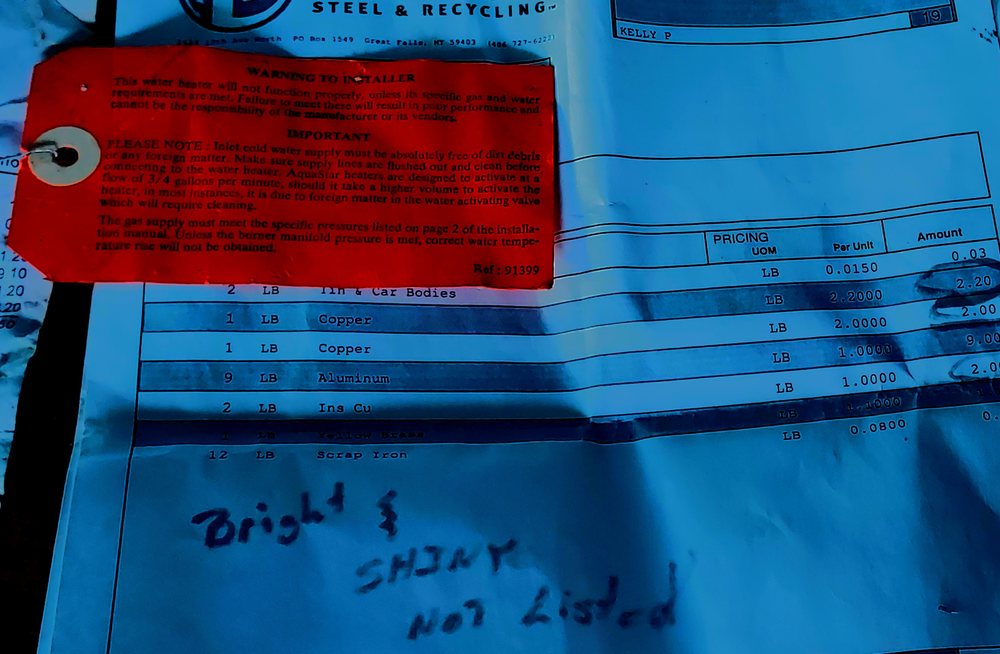 STEEL & RECYCLING
North PO Box 1549 Great Falls, MT 59403
19
KELLY P
WARNING TO INSTALLER
This water heater will not function properly, unless its specific gas and water
requirements are met. Failure to meet these will result in poor performance and
cannot be the responsibility of the manufacturer or its vendors.
IMPORTANT
PLEASE NOTE : Inlet cold water supply must be absolutely free of dirt debris
or any foreign matter. Make sure supply lines are flushed out and clean before
connecting to the water heater. AquaStar heaters are designed to activate at a
flow of 3/4 gallons per minute, should it take a higher volume to activate the
heater, in most instances, it is due to foreign matter in the water activating valve
which will require cleaning.
The gas supply must meet the specific pressures listed on page 2 of the installa-
tion manual. Unless the burner manifold pressure is met, correct water tempe-
rature rise will not be obtained.
Ref : 91399
PRICING
UOM Per Unit Amount
2 LB Tin & Car Bodies LB 0.0150 0.03
1 LB Copper LB 2.2000 2.20
1 LB Copper LB 2.0000 2.00
9 LB Aluminum LB 1.0000 9.00
2 LB Ins Cu LB 1.0000 2.0
1 LB Yellow Brass LB 1.1000
12 LB Scrap Iron LB 0.0800 0.
Bright &
SHINY
NOT Listed